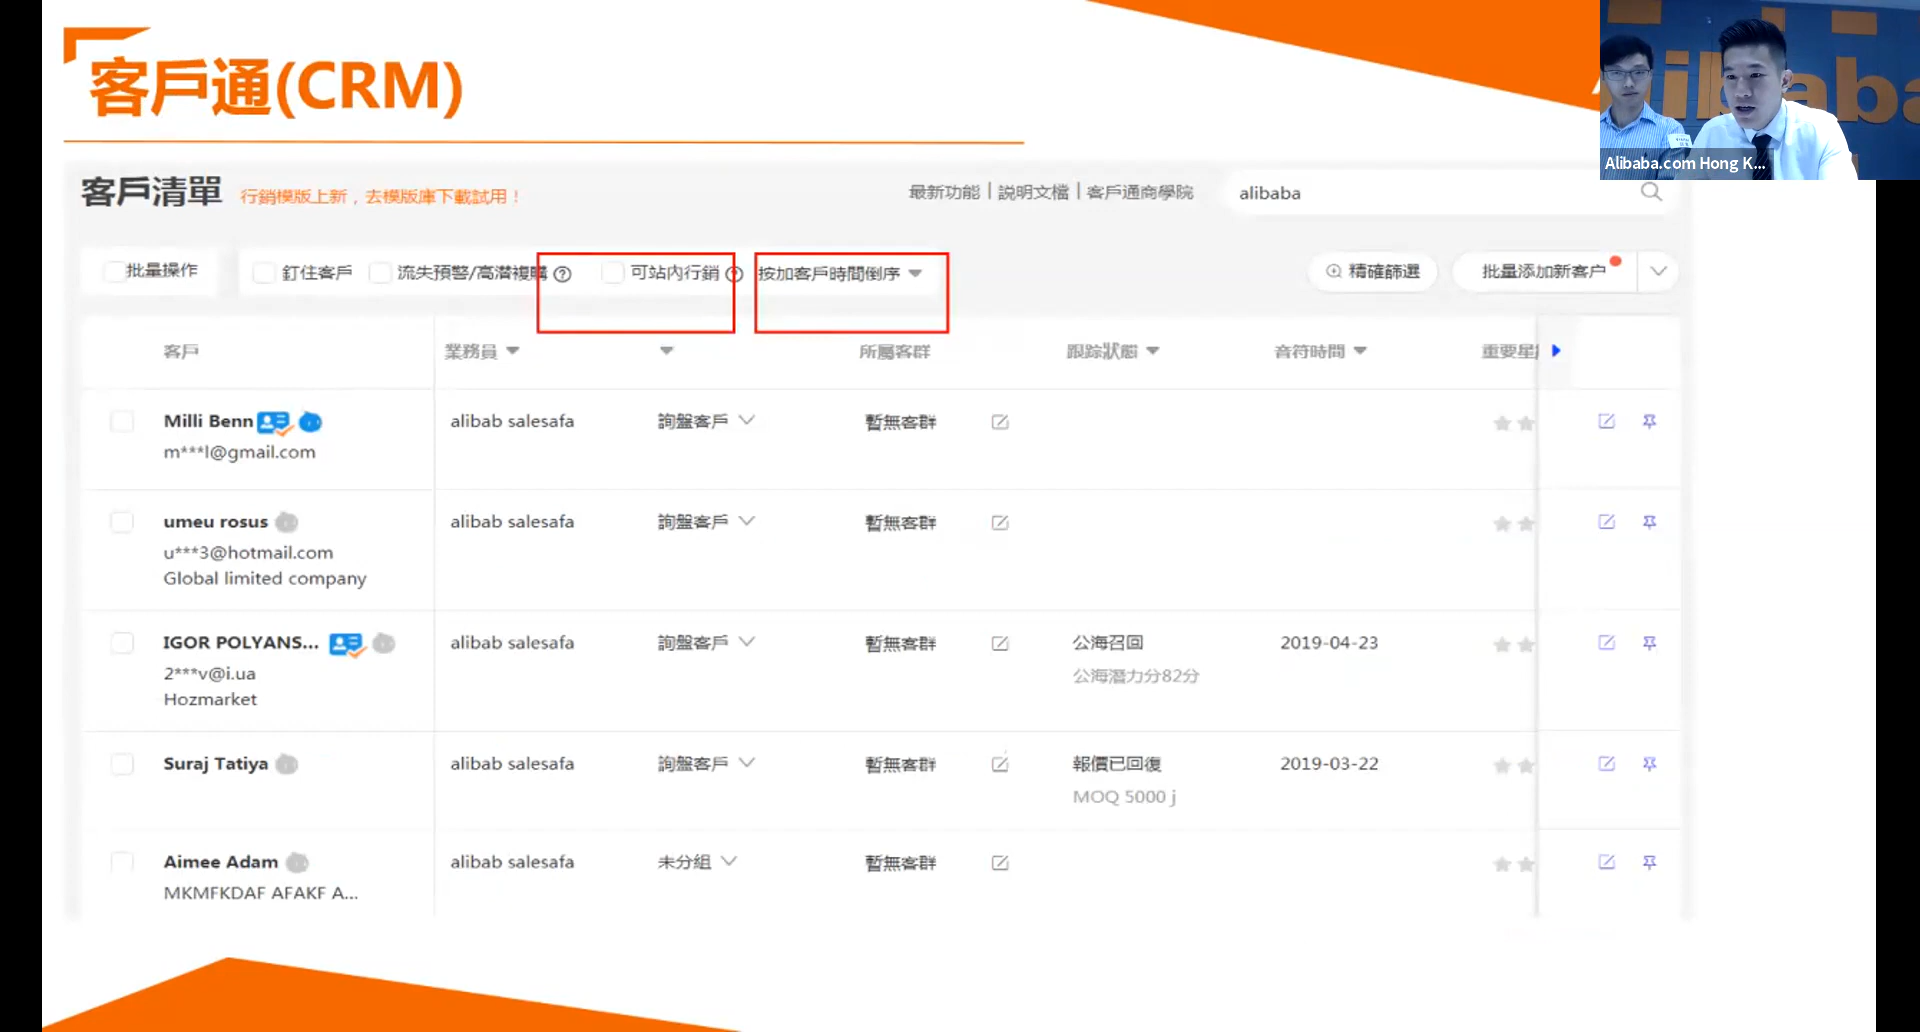 客戶通(CRM)
Alibaba.com Hong K...
客戶清單 行銷模版上新，去模版庫下載試用！ 最新功能 | 説明文檔 | 客戶通商學院 alibaba
批量操作 釘住客戶 流失預警/高潛複購 可站内行銷 按加客戶時間倒序 精確篩選 批量添加新客户
客戶 業務員 所屬客群 跟踪狀態 音符時間 重要星
Milli Benn alibab salesafa 詢盤客戶 暫無客群
m***l@gmail.com
umeu rosus alibab salesafa 詢盤客戶 暫無客群
u***3@hotmail.com
Global limited company
IGOR POLYANS... alibab salesafa 詢盤客戶 暫無客群 公海召回 2019-04-23
2***v@i.ua 公海潛力分82分
Hozmarket
Suraj Tatiya alibab salesafa 詢盤客戶 暫無客群 報價已回復 2019-03-22
MOQ 5000 j
Aimee Adam alibab salesafa 未分組 暫無客群
MKMFKDAF AFAKF A...